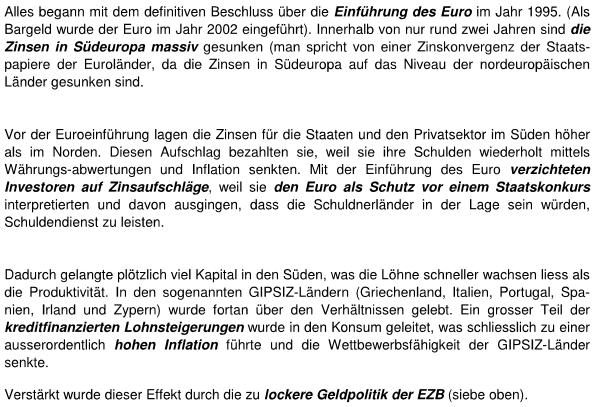 Alles begann mit dem definitiven Beschluss über die Einführung des Euro im Jahr 1995. (Als
Bargeld wurde der Euro im Jahr 2002 eingeführt). Innerhalb von nur rund zwei Jahren sind die
Zinsen in Südeuropa massiv gesunken (man spricht von einer Zinskonvergenz der Staats-
papiere der Euroländer, da die Zinsen in Südeuropa auf das Niveau der nordeuropäischen
Länder gesunken sind.
Vor der Euroeinführung lagen die Zinsen für die Staaten und den Privatsektor im Süden höher
als im Norden. Diesen Aufschlag bezahlten sie, weil sie ihre Schulden wiederholt mittels
Währungs-abwertungen und Inflation senkten. Mit der Einführung des Euro verzichteten
Investoren auf Zinsaufschläge, weil sie den Euro als Schutz vor einem Staatskonkurs
interpretierten und davon ausgingen, dass die Schuldnerländer in der Lage sein würden,
Schuldendienst zu leisten.
Dadurch gelangte plötzlich viel Kapital in den Süden, was die Löhne schneller wachsen liess als
die Produktivität. In den sogenannten GIPSIZ-Ländern (Griechenland, Italien, Portugal, Spa-
nien, Irland und Zypern) wurde fortan über den Verhältnissen gelebt. Ein grosser Teil der
kreditfinanzierten Lohnsteigerungen wurde in den Konsum geleitet, was schliesslich zu einer
ausserordentlich hohen Inflation führte und die Wettbewerbsfähigkeit der GIPSIZ-Länder
senkte.
Verstärkt wurde dieser Effekt durch die zu lockere Geldpolitik der EZB (siebe oben).